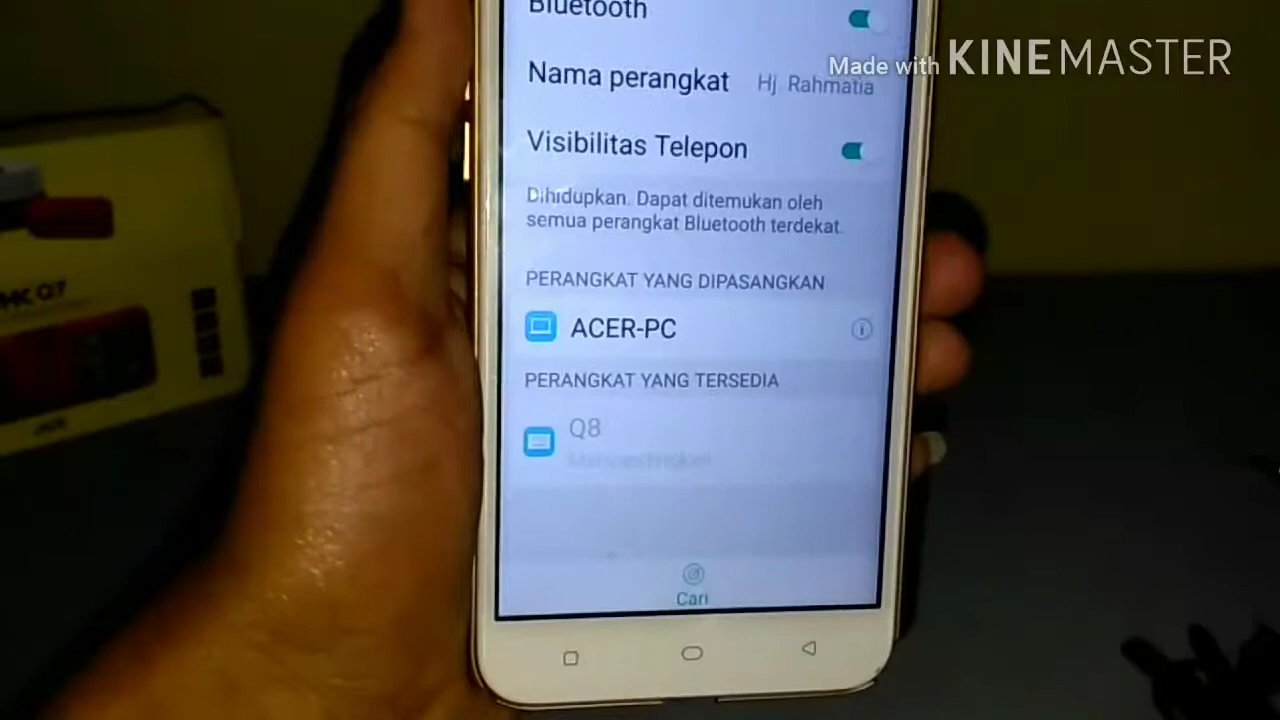 Bluetooth
Made with KINEMASTER
Nama perangkat Hj. Rahmatia
Visibilitas Telepon
Dihidupkan. Dapat ditemukan oleh
semua perangkat Bluetooth terdekat.
PERANGKAT YANG DIPASANGKAN
ACER-PC
PERANGKAT YANG TERSEDIA
Q8
Cari
Q7